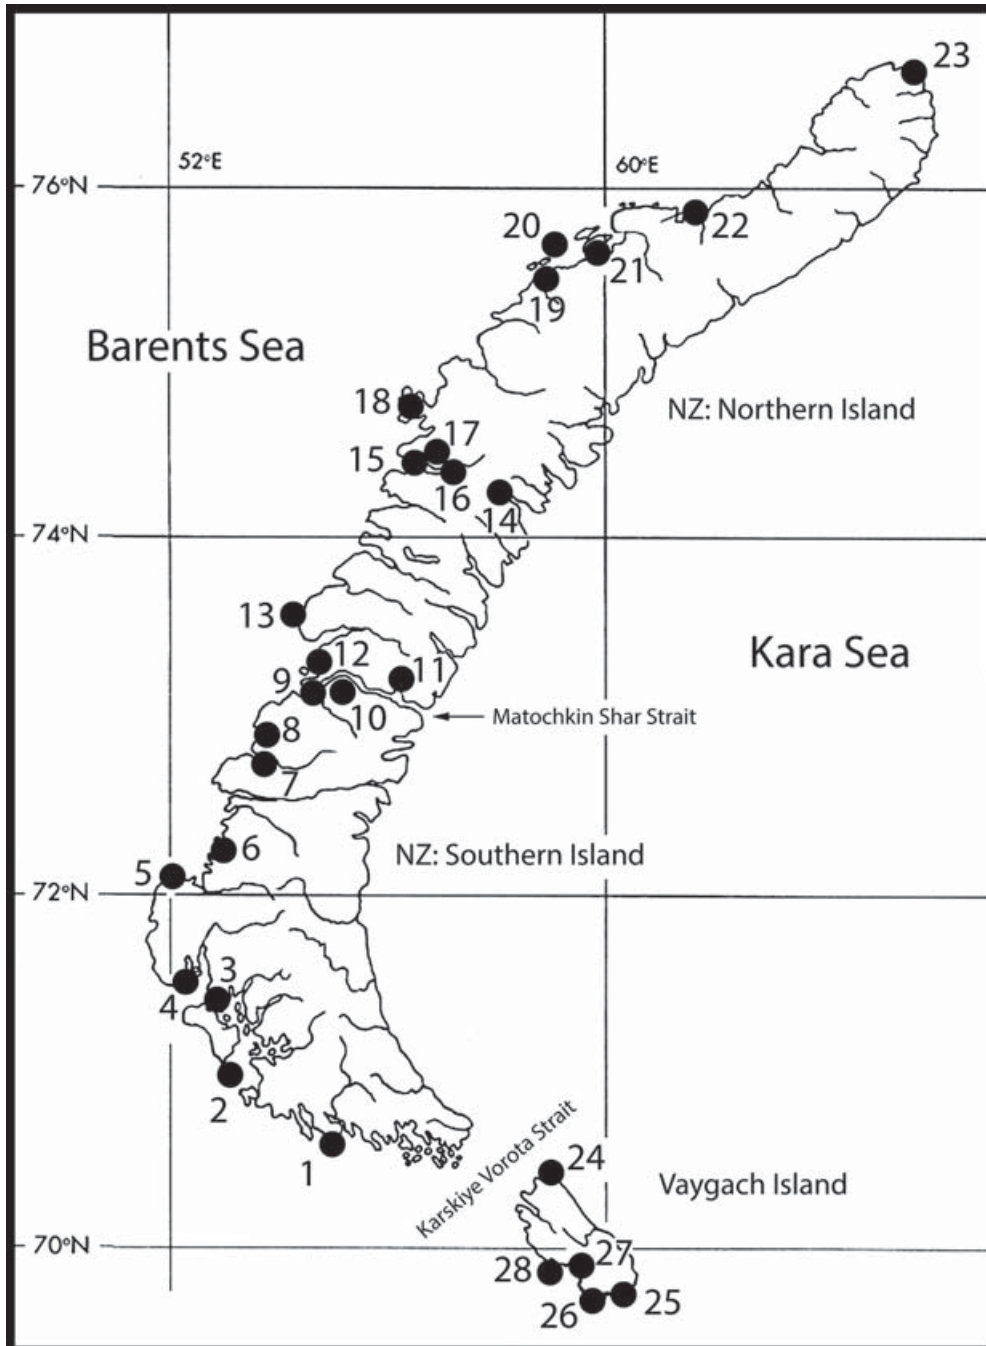 23
52°E
60°E
76°N
20
22
21
19
Barents Sea
18
NZ: Northern Island
17
15
16
14
74°N
13
12
11
Kara Sea
9
10
Matochkin Shar Strait
8
7
6
NZ: Southern Island
5
72°N
3
4
2
1
Karskiye Vorota Strait
24
Vaygach Island
70°N
27
28
25
26